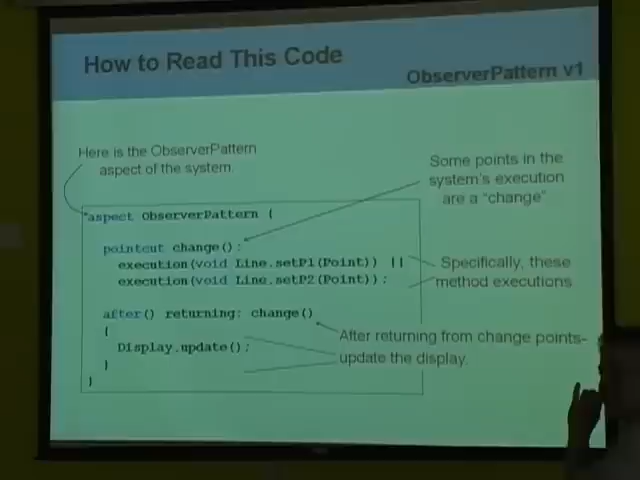 How to Read This Code
ObserverPattern v1
Here is the ObserverPattern
aspect of the system.
Some points in the
system's execution
are a "change".
aspect ObserverPattern {
pointcut change():
execution(void Line.setP1(Point)) ||
execution(void Line.setP2(Point));
Specifically, these
method executions
after() returning: change()
{
Display.update();
}
}
After returning from change points-
update the display.